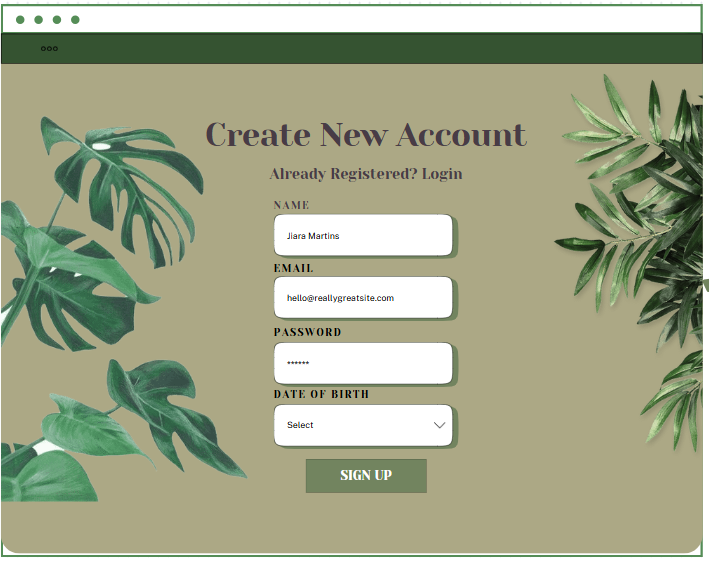 Create New Account
Already Registered? Login
NAME
Jiara Martins
EMAIL
hello@reallygreatsite.com
PASSWORD
******
DATE OF BIRTH
Select
SIGN UP